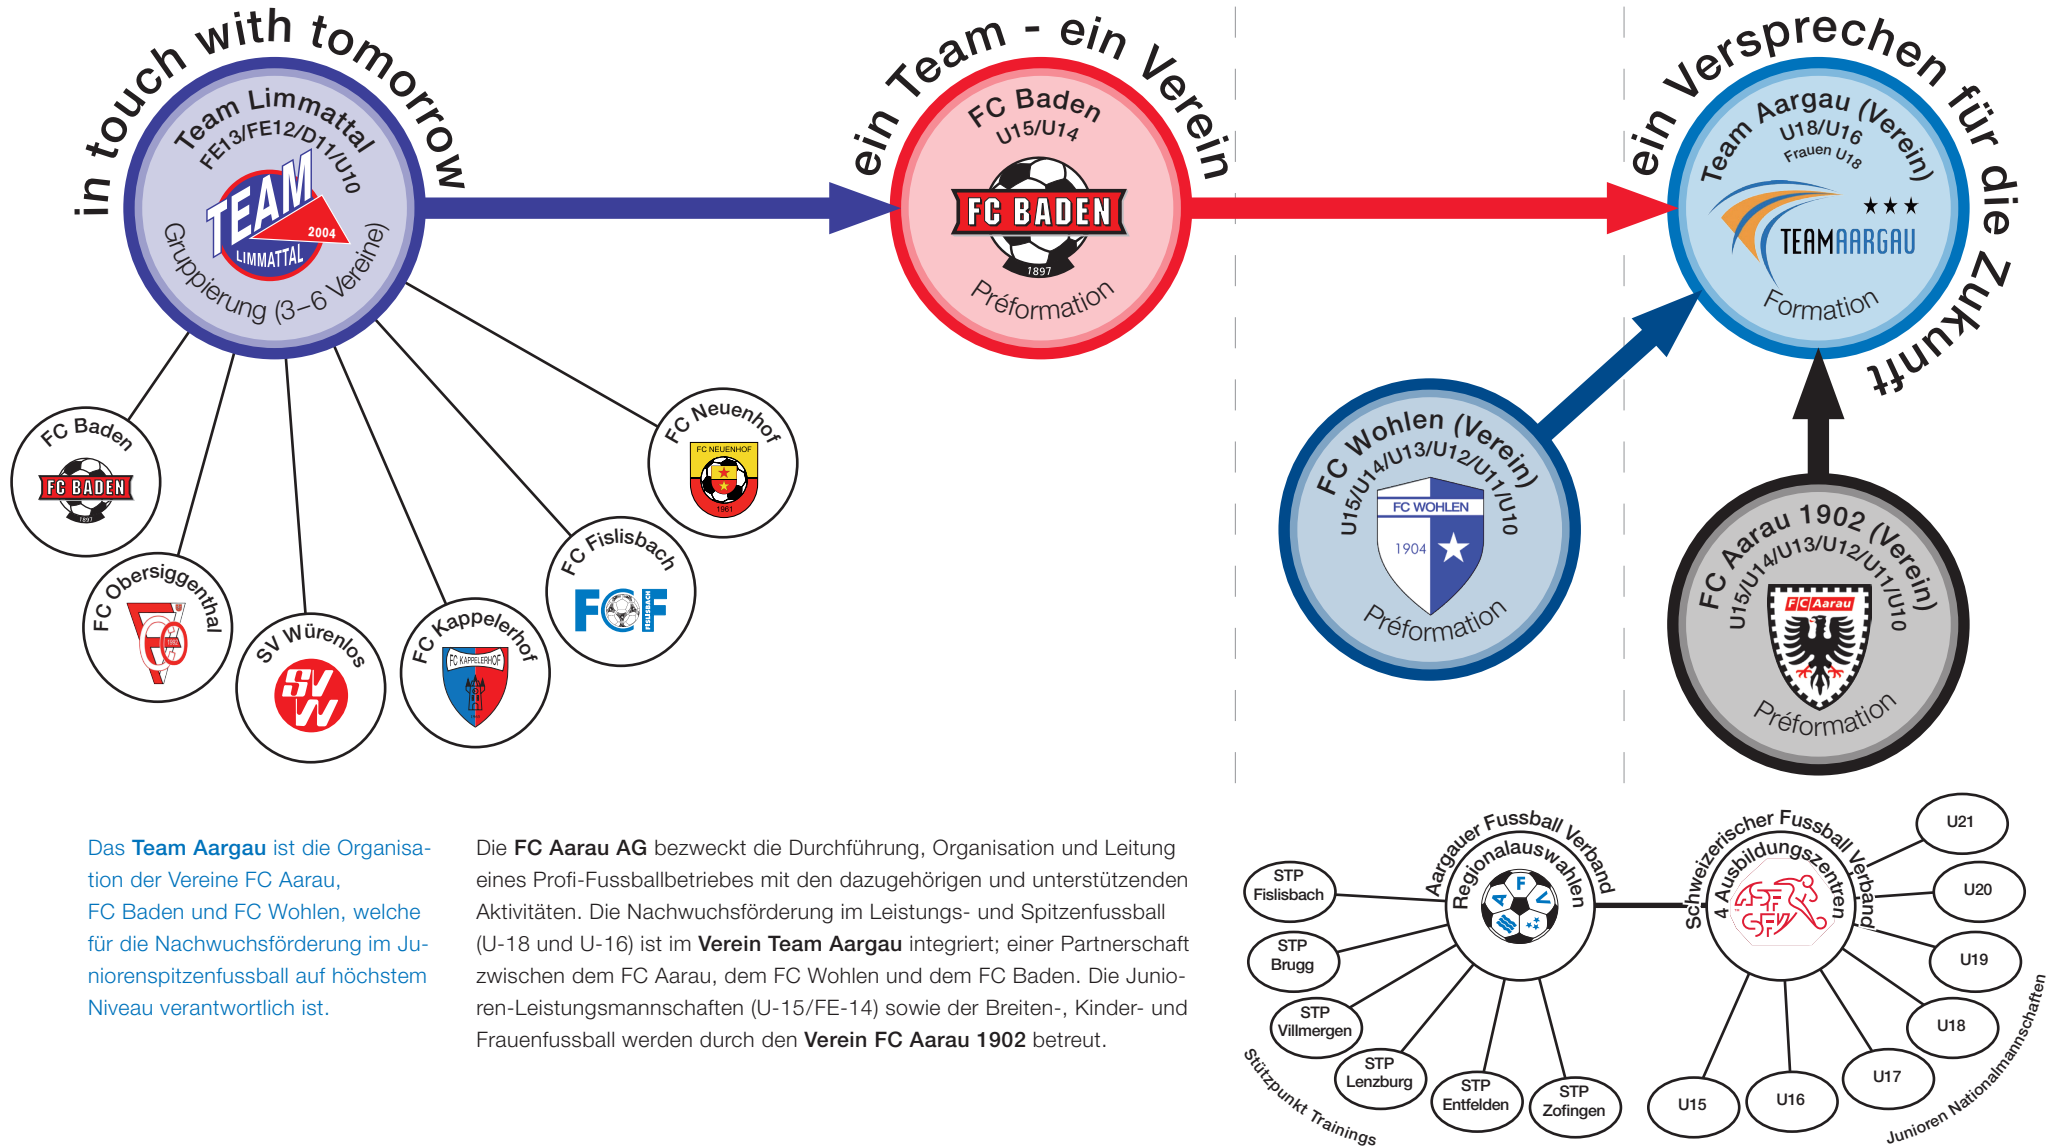 in touch with tomorrow
Team Limmattal
FE13/FE12/D11/U10
TEAM
2004
LIMMATTAL
Gruppierung (3–6 Vereine)
ein Team - ein Verein
FC Baden
U15/U14
FC BADEN
1897
Préformation
ein Versprechen für die Zukunft
Team Aargau (Verein)
U18/U16
Frauen U18
TEAMAARGAU
Formation
FC Baden
FC BADEN
1897
FC Obersiggenthal
SV Würenlos
SV
W
FC Kappelerhof
FC KAPPELERHOF
FC Fislisbach
FCF
FISLISBACH
FC Neuenhof
FC NEUENHOF
1961
FC Wohlen (Verein)
U15/U14/U13/U12/U11/U10
FC WOHLEN
1904
Préformation
FC Aarau 1902 (Verein)
U15/U14/U13/U12/U11/U10
FC Aarau
Préformation
Das Team Aargau ist die Organisa-
tion der Vereine FC Aarau,
FC Baden und FC Wohlen, welche
für die Nachwuchsförderung im Ju-
niorenspitzenfussball auf höchstem
Niveau verantwortlich ist.
Die FC Aarau AG bezweckt die Durchführung, Organisation und Leitung
eines Profi-Fussballbetriebes mit den dazugehörigen und unterstützenden
Aktivitäten. Die Nachwuchsförderung im Leistungs- und Spitzenfussball
(U-18 und U-16) ist im Verein Team Aargau integriert; einer Partnerschaft
zwischen dem FC Aarau, dem FC Wohlen und dem FC Baden. Die Junio-
ren-Leistungsmannschaften (U-15/FE-14) sowie der Breiten-, Kinder- und
Frauenfussball werden durch den Verein FC Aarau 1902 betreut.
Aargauer Fussball Verband
Regionalauswahlen
A F V
STP
Fislisbach
STP
Brugg
STP
Villmergen
STP
Lenzburg
STP
Entfelden
STP
Zofingen
Stützpunkt Trainings
Schweizerischer Fussball Verband
4 Ausbildungszentren
ASF
SFV
U21
U20
U19
U18
U17
U16
U15
Junioren Nationalmannschaften